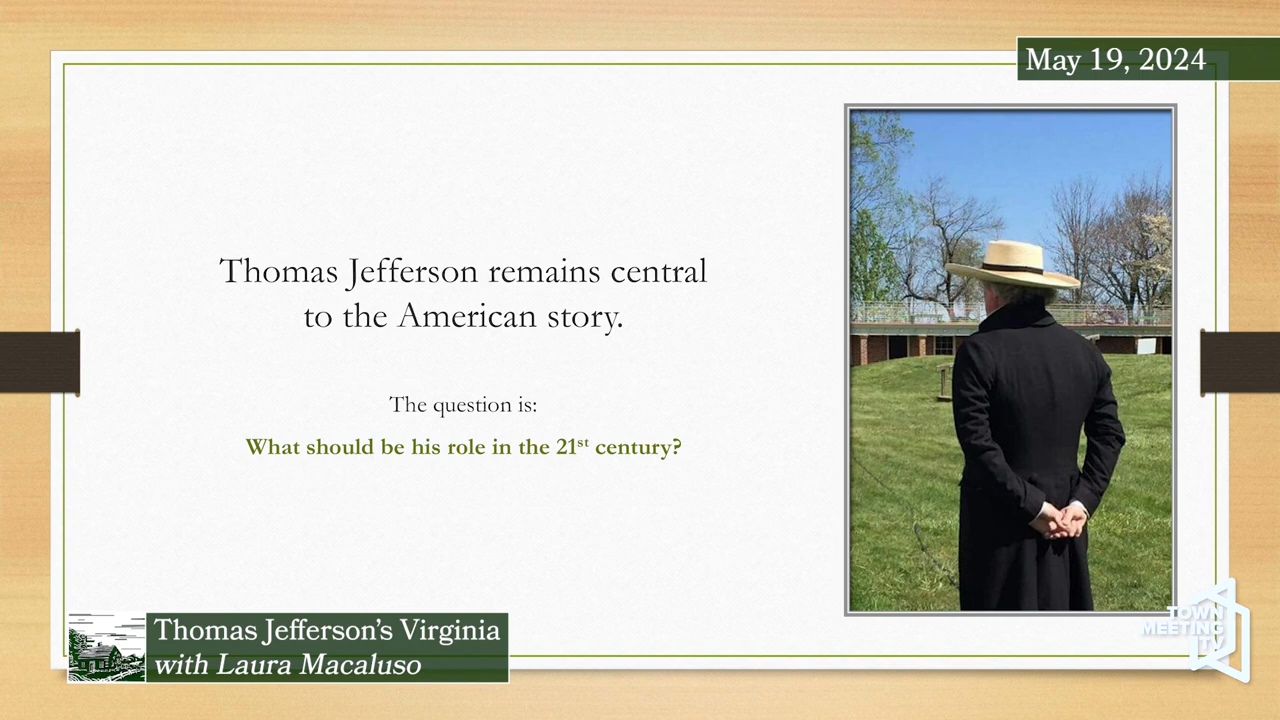 May 19, 2024
Thomas Jefferson remains central
to the American story.
The question is:
What should be his role in the 21st century?
Thomas Jefferson's Virginia
with Laura Macaluso
TOWN
MEETING
TV